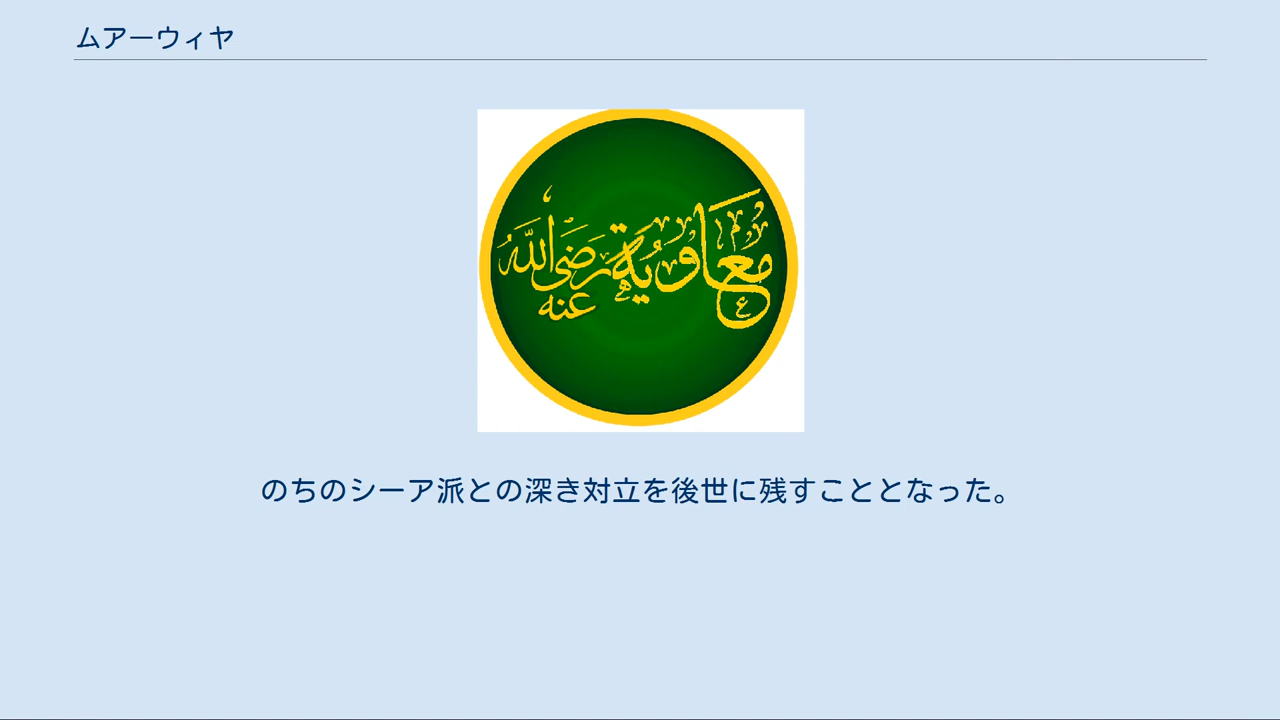 ムアーウィヤ
معاوية رضي الله
عنه
のちのシーア派との深き対立を後世に残すこととなった。